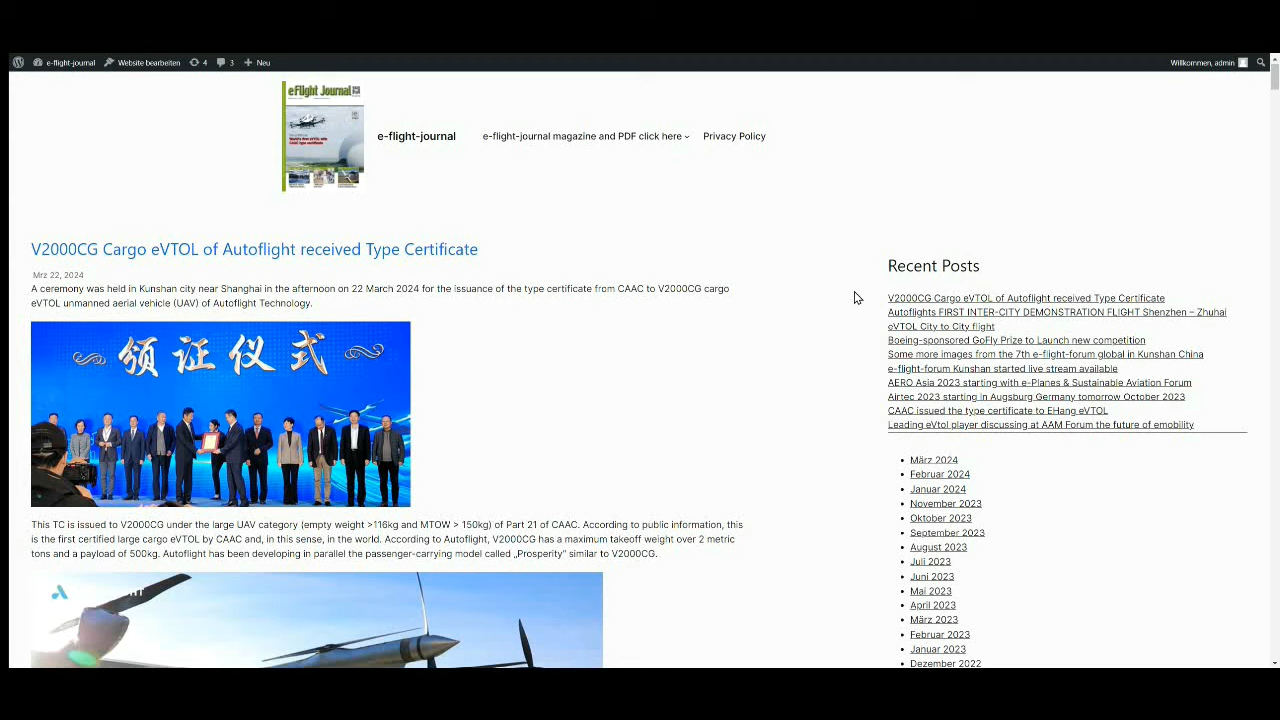 e-flight-journal
Website bearbeiten
4
3
Neu
Willkommen, admin
eFlight Journal
e-flight-journal
e-flight-journal magazine and PDF click here
Privacy Policy
V2000CG Cargo eVTOL of Autoflight received Type Certificate
Mrz 22, 2024
A ceremony was held in Kunshan city near Shanghai in the afternoon on 22 March 2024 for the issuance of the type certificate from CAAC to V2000CG cargo
eVTOL unmanned aerial vehicle (UAV) of Autoflight Technology.
颁证仪式
This TC is issued to V2000CG under the large UAV category (empty weight >116kg and MTOW > 150kg) of Part 21 of CAAC. According to public information, this
is the first certified large cargo eVTOL by CAAC and, in this sense, in the world. According to Autoflight, V2000CG has a maximum takeoff weight over 2 metric
tons and a payload of 500kg. Autoflight has been developing in parallel the passenger-carrying model called „Prosperity" similar to V2000CG.
Recent Posts
V2000CG Cargo eVTOL of Autoflight received Type Certificate
Autoflights FIRST INTER-CITY DEMONSTRATION FLIGHT Shenzhen – Zhuhai
eVTOL City to City flight
Boeing-sponsored GoFly Prize to Launch new competition
Some more images from the 7th e-flight-forum global in Kunshan China
e-flight-forum Kunshan started live stream available
AERO Asia 2023 starting with e-Planes & Sustainable Aviation Forum
Airtec 2023 starting in Augsburg Germany tomorrow October 2023
CAAC issued the type certificate to EHang eVTOL
Leading eVtol player discussing at AAM Forum the future of emobility
März 2024
Februar 2024
Januar 2024
November 2023
Oktober 2023
September 2023
August 2023
Juli 2023
Juni 2023
Mai 2023
April 2023
März 2023
Februar 2023
Januar 2023
Dezember 2022